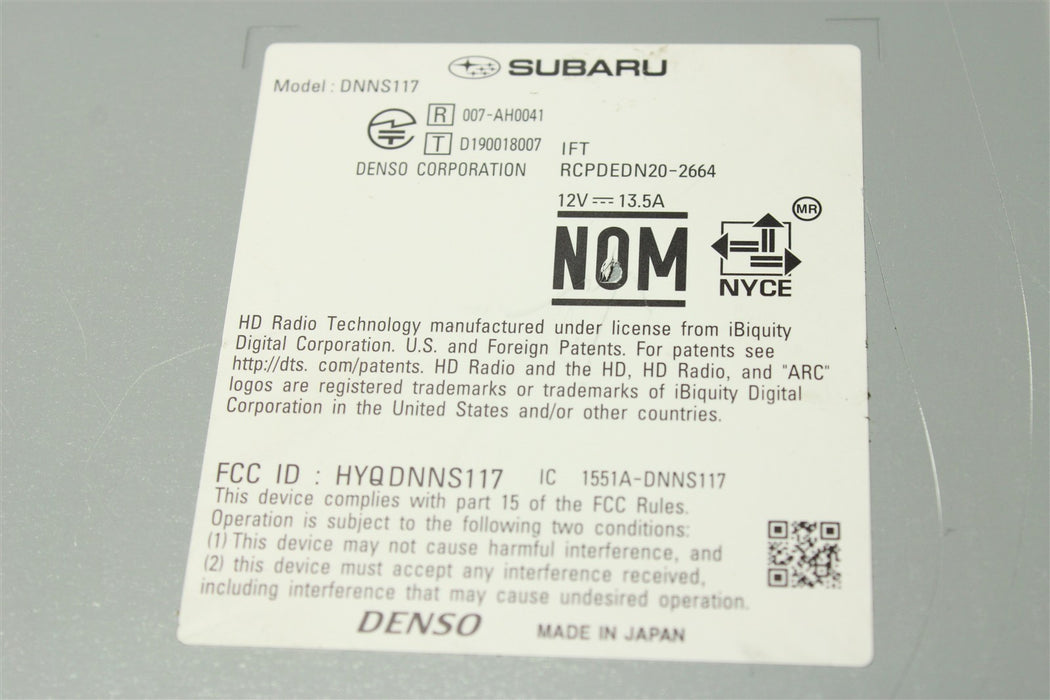 SUBARU
Model : DNNS117
R 007-AH0041
T D190018007
DENSO CORPORATION
IFT
RCPDEDN20-2664
12V 13.5A
NOM
MR
NYCE
HD Radio Technology manufactured under license from iBiquity
Digital Corporation. U.S. and Foreign Patents. For patents see
http://dts. com/patents. HD Radio and the HD, HD Radio, and "ARC"
logos are registered trademarks or trademarks of iBiquity Digital
Corporation in the United States and/or other countries.
FCC ID : HYQDNNS117 IC 1551A-DNNS117
This device complies with part 15 of the FCC Rules.
Operation is subject to the following two conditions:
(1) This device may not cause harmful interference, and
(2) this device must accept any interference received,
including interference that may cause undesired operation.
DENSO MADE IN JAPAN